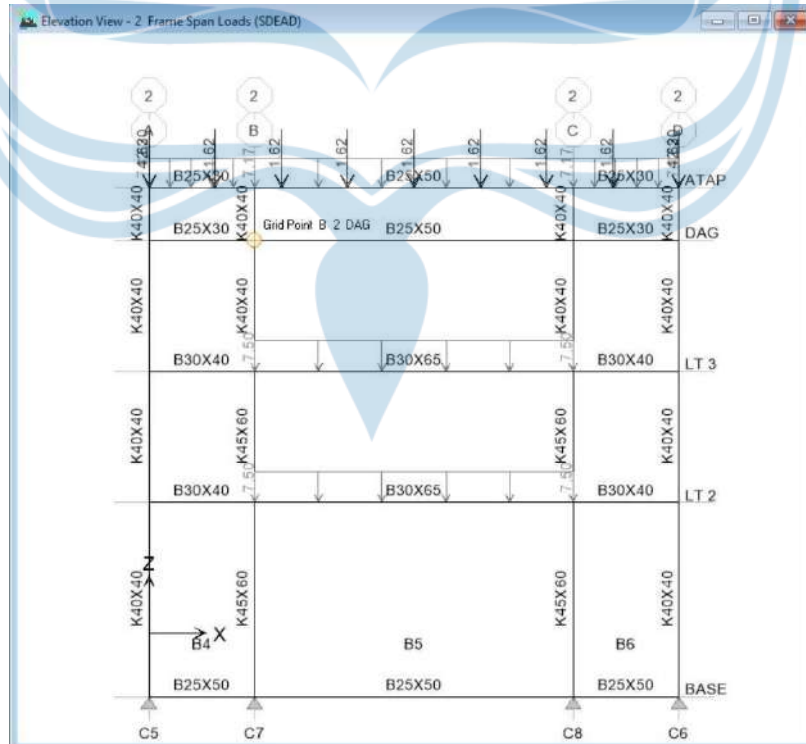 Elevation View - 2 Frame Span Loads (SDEAD)
2 2 2 2
A B C D
1.62 7.17 1.62 1.62 1.62 1.62 1.62 7.17 1.62
B25X30 B25X50 B25X30 ATAP
K40X40 K40X40 K40X40 K40X40
Grid Point B 2 DAG
B25X30 B25X50 B25X30 DAG
K40X40 K40X40 K40X40 K40X40
7.50 7.50
B30X40 B30X65 B30X40 LT 3
K40X40 K45X60 K45X60 K40X40
7.50 7.50
B30X40 B30X65 B30X40 LT 2
Z
K40X40 K45X60 K45X60 K40X40
X
B4 B5 B6
B25X50 B25X50 B25X50 BASE
C5 C7 C8 C6